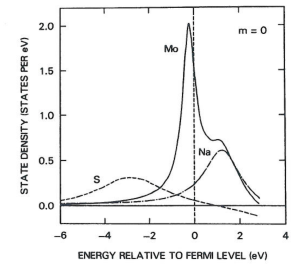 STATE DENSITY (STATES PER eV)
2.0
1.5
1.0
0.5
0.0
Mo
m = 0
S
Na
−6 −4 −2 0 2 4
ENERGY RELATIVE TO FERMI LEVEL (eV)